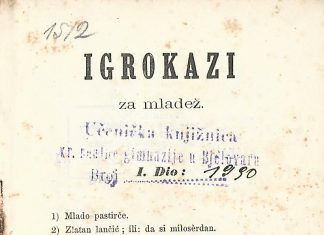 1512
IGROKAZI
za mladež.
Učenička knjižnica
Kr. realne gimnazije u Bjelovaru
Broj 1930
I. Dio:
1) Mlado pastirče.
2) Zlatan lančić; ili: da si milosèrdan.